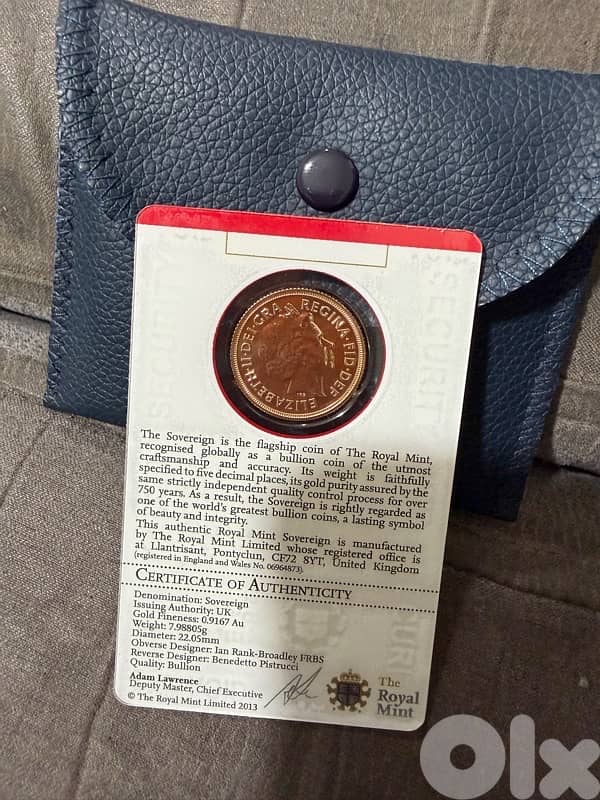 ELIZABETH·II·DEI·GRA REGINA·FID·DEF
IRB
The Sovereign is the flagship coin of The Royal Mint,
recognised globally as a bullion coin of the utmost
craftsmanship and accuracy. Its weight is faithfully
specified to five decimal places, its gold purity assured by the
same strictly independent quality control process for over
750 years. As a result, the Sovereign is rightly regarded as
one of the world's greatest bullion coins, a lasting symbol
of beauty and integrity.
This authentic Royal Mint Sovereign is manufactured
by The Royal Mint Limited whose registered office is
at Llantrisant, Pontyclun, CF72 8YT, United Kingdom
(registered in England and Wales No. 06964873).
CERTIFICATE OF AUTHENTICITY
Denomination: Sovereign
Issuing Authority: UK
Gold Fineness: 0.9167 Au
Weight: 7.98805g
Diameter: 22.05mm
Obverse Designer: Ian Rank-Broadley FRBS
Reverse Designer: Benedetto Pistrucci
Quality: Bullion
Adam Lawrence
Deputy Master, Chief Executive
© The Royal Mint Limited 2013
The
Royal
Mint
SECURITY
OLX